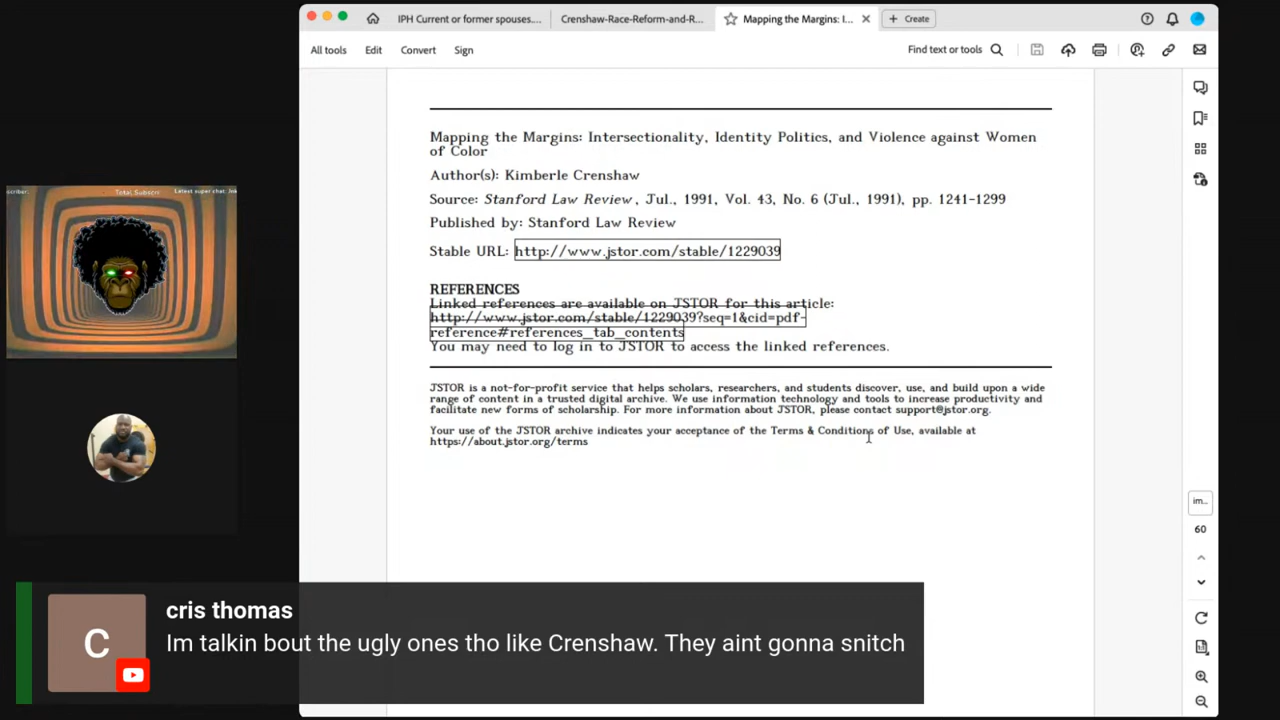 IPH Current or former spouses....
Crenshaw-Race-Reform-and-R...
Mapping the Margins: I...
Create
All tools
Edit
Convert
Sign
Find text or tools
scriber.
Total Subscri
Latest super chat: Joi
Mapping the Margins: Intersectionality, Identity Politics, and Violence against Women
of Color
Author(s): Kimberle Crenshaw
Source: Stanford Law Review, Jul., 1991, Vol. 43, No. 6 (Jul., 1991), pp. 1241-1299
Published by: Stanford Law Review
Stable URL: http://www.jstor.com/stable/1229039
REFERENCES
Linked references are available on JSTOR for this article:
http://www.jstor.com/stable/1229039?seq=1&cid=pdf-
reference#references_tab_contents
You may need to log in to JSTOR to access the linked references.
JSTOR is a not-for-profit service that helps scholars, researchers, and students discover, use, and build upon a wide
range of content in a trusted digital archive. We use information technology and tools to increase productivity and
facilitate new forms of scholarship. For more information about JSTOR, please contact support@jstor.org.
Your use of the JSTOR archive indicates your acceptance of the Terms & Conditions of Use, available at
https://about.jstor.org/terms
im...
60
C
cris thomas
Im talkin bout the ugly ones tho like Crenshaw. They aint gonna snitch